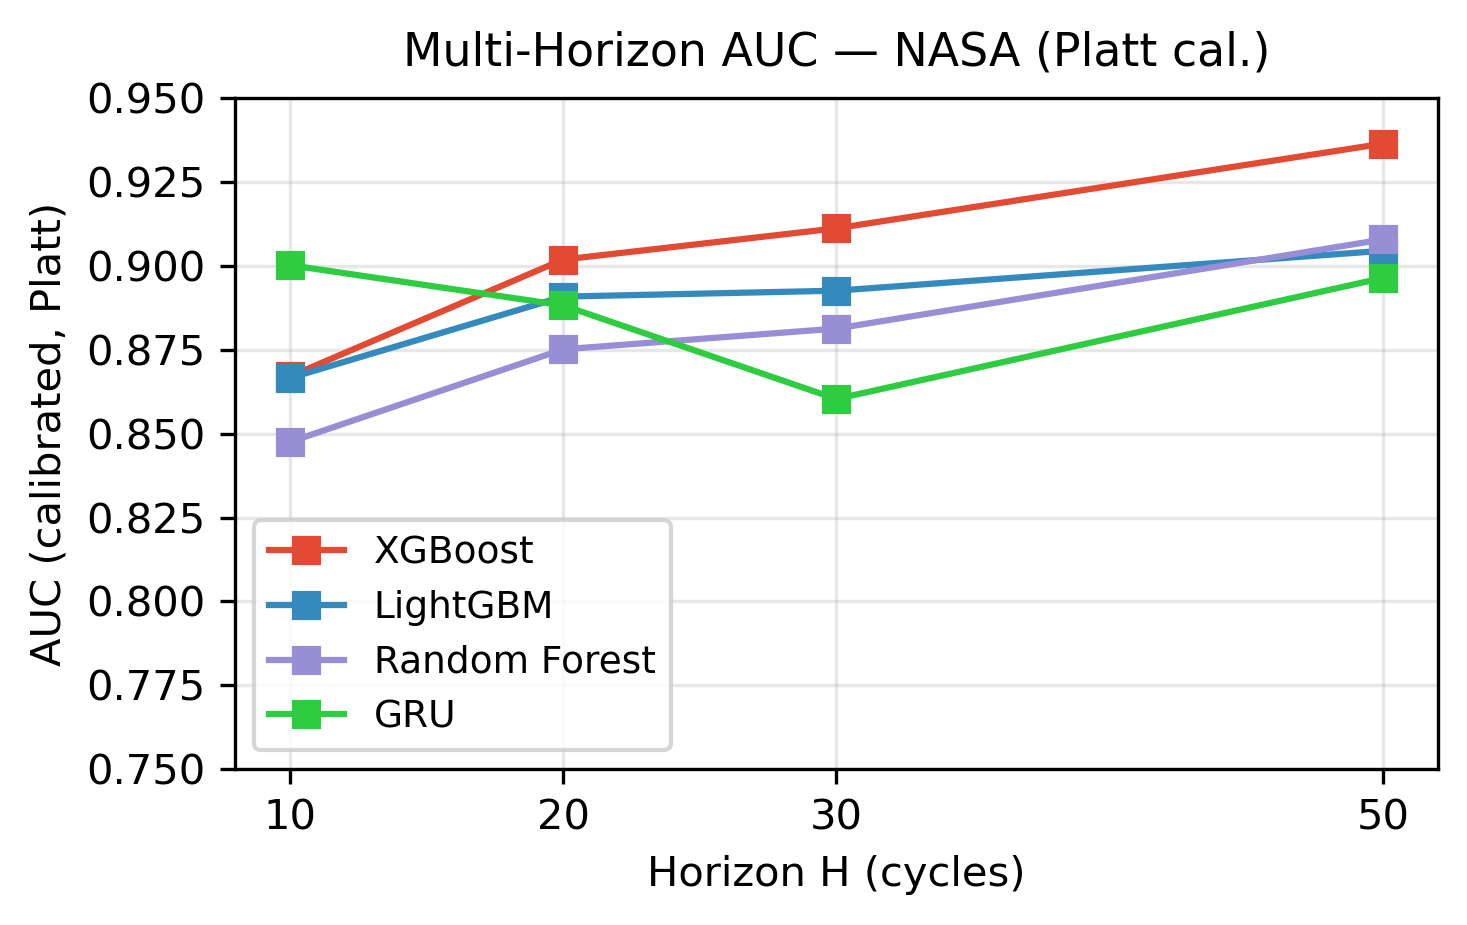 Multi-Horizon AUC — NASA (Platt cal.)
AUC (calibrated, Platt)
0.950
0.925
0.900
0.875
0.850
0.825
0.800
0.775
0.750
XGBoost
LightGBM
Random Forest
GRU
10 20 30 50
Horizon H (cycles)